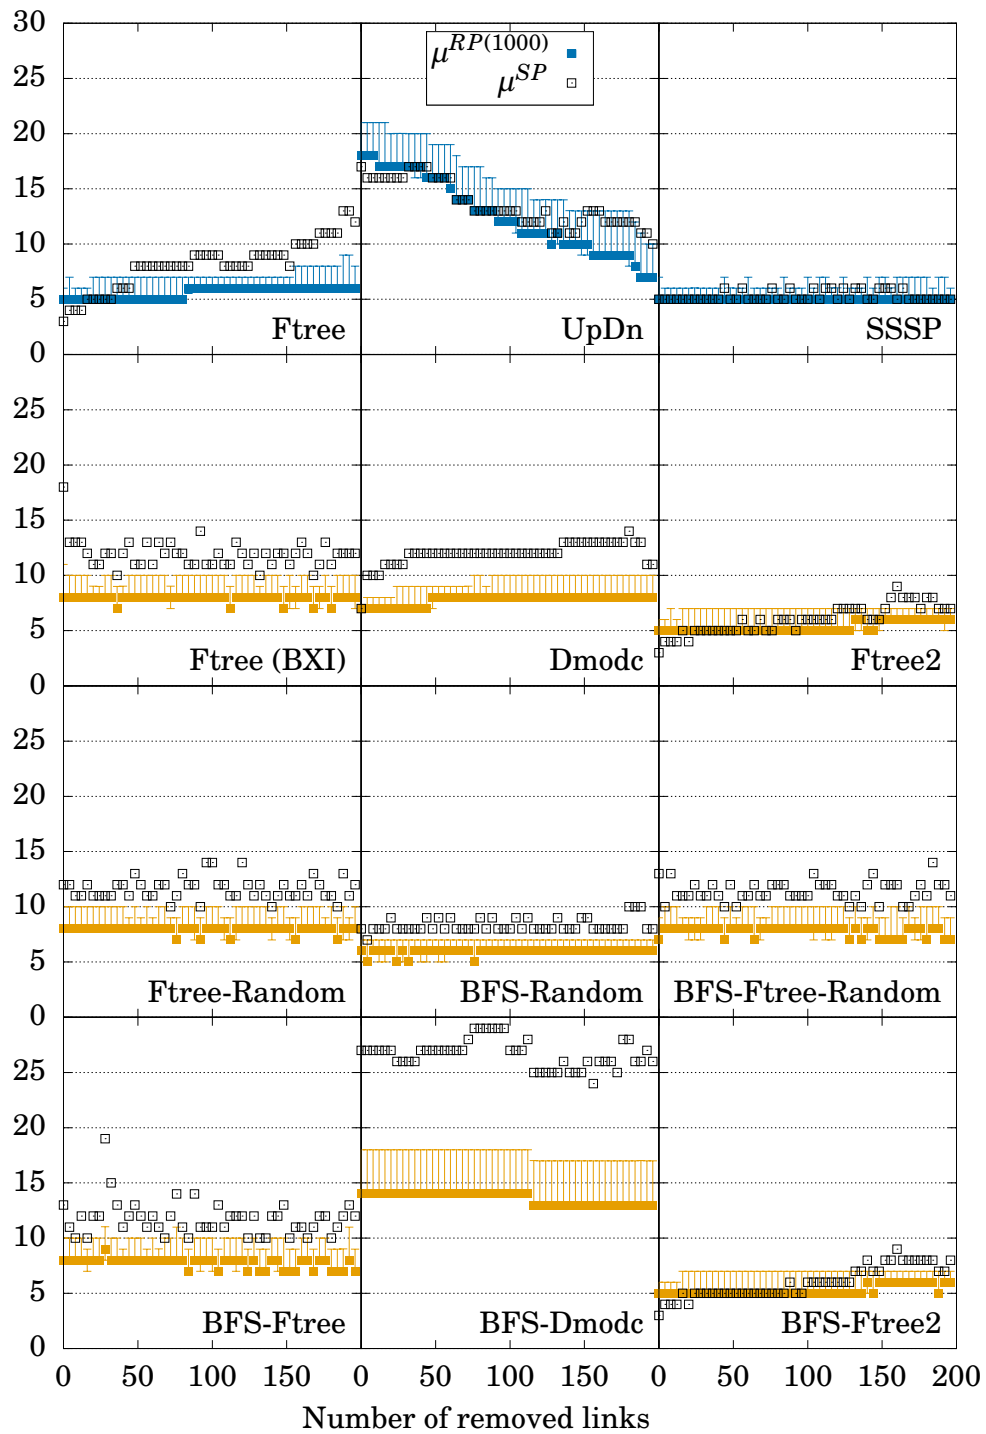 30
25
20
15
10
5
0
μ^RP(1000)
μ^SP
Ftree
UpDn
SSSP
25
20
15
10
5
0
Ftree (BXI)
Dmodc
Ftree2
25
20
15
10
5
0
Ftree-Random
BFS-Random
BFS-Ftree-Random
25
20
15
10
5
0
BFS-Ftree
BFS-Dmodc
BFS-Ftree2
0 50 100 150 0 50 100 150 0 50 100 150 200
Number of removed links